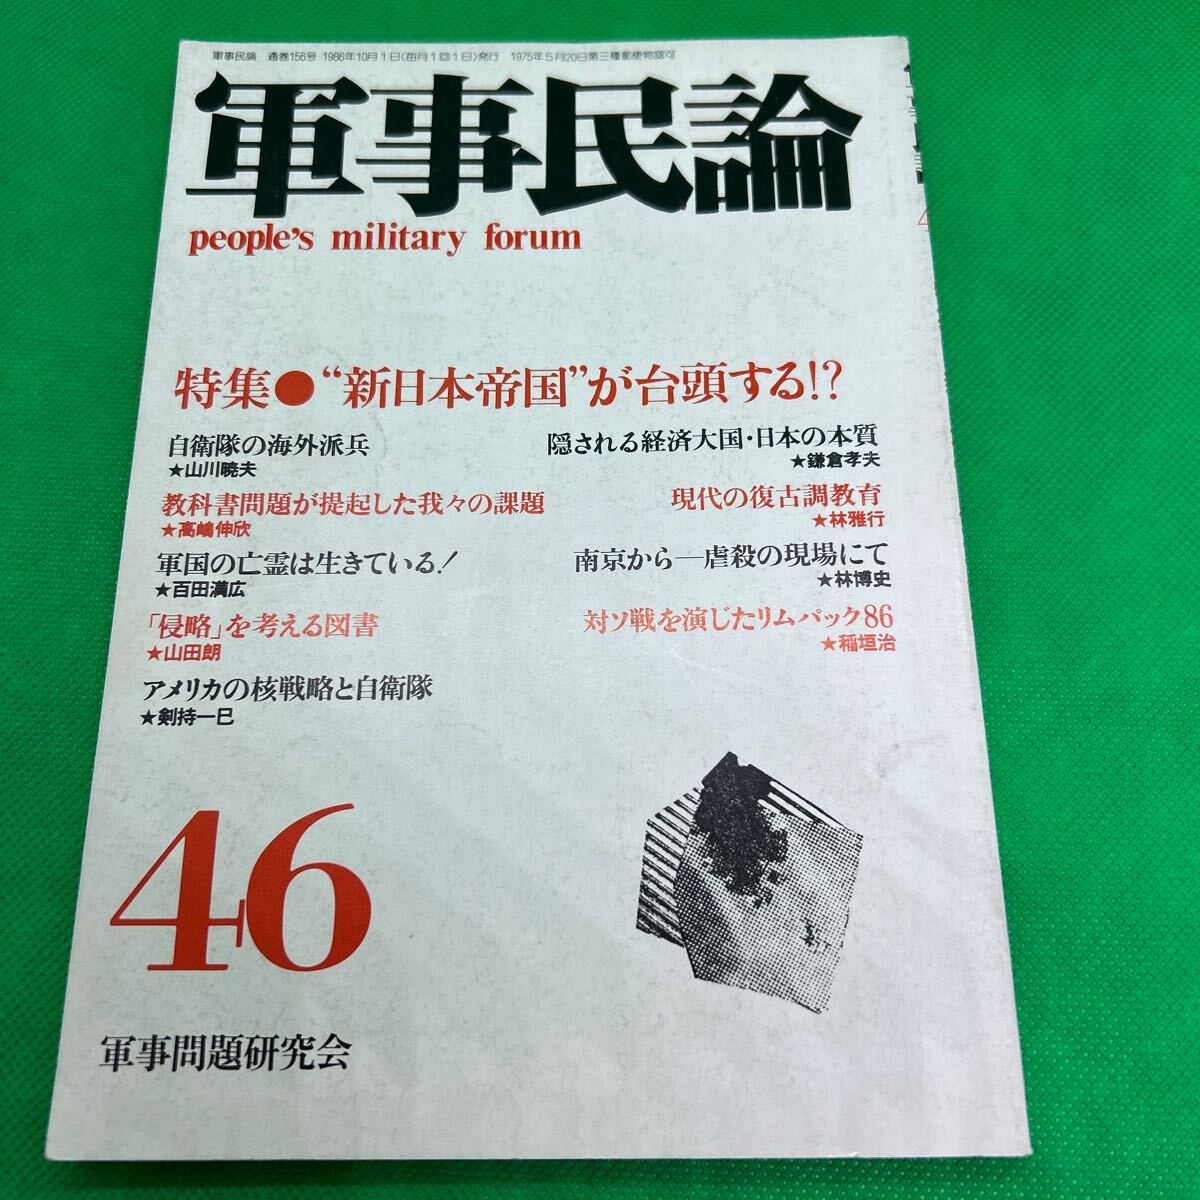 軍事民論 通巻156号 1986年10月1日(毎月1回1日)発行 1975年5月20日第三種郵便物認可
軍事民論
people's military forum
特集●“新日本帝国”が台頭する!?
自衛隊の海外派兵
★山川暁夫
隠される経済大国・日本の本質
★鎌倉孝夫
教科書問題が提起した我々の課題
★高嶋伸欣
現代の復古調教育
★林雅行
軍国の亡霊は生きている!
★百田満広
南京から―虐殺の現場にて
★林博史
「侵略」を考える図書
★山田朗
対ソ戦を演じたリムパック86
★稲垣治
アメリカの核戦略と自衛隊
★剣持一巳
46
軍事問題研究会